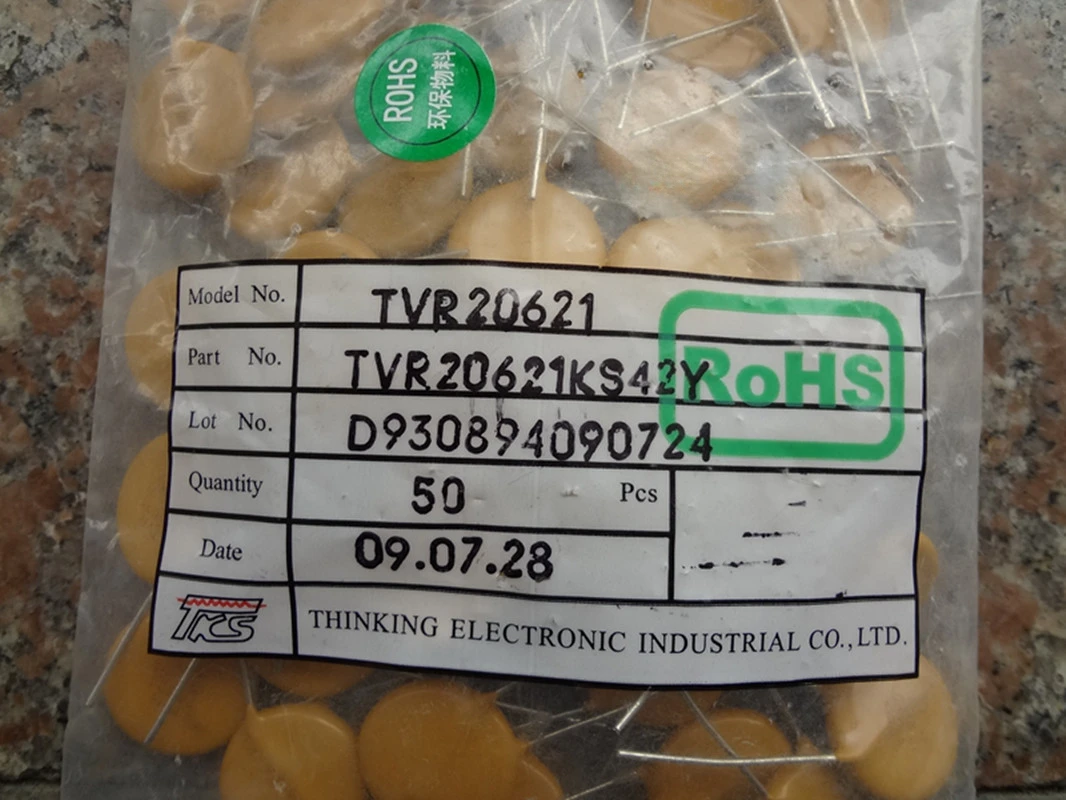 ROHS
环保物料
Model No. TVR20621
Part No. TVR20621KS42Y
RoHS
Lot No. D930894090724
Quantity 50 Pcs
Date 09.07.28
TKS THINKING ELECTRONIC INDUSTRIAL CO.,LTD.